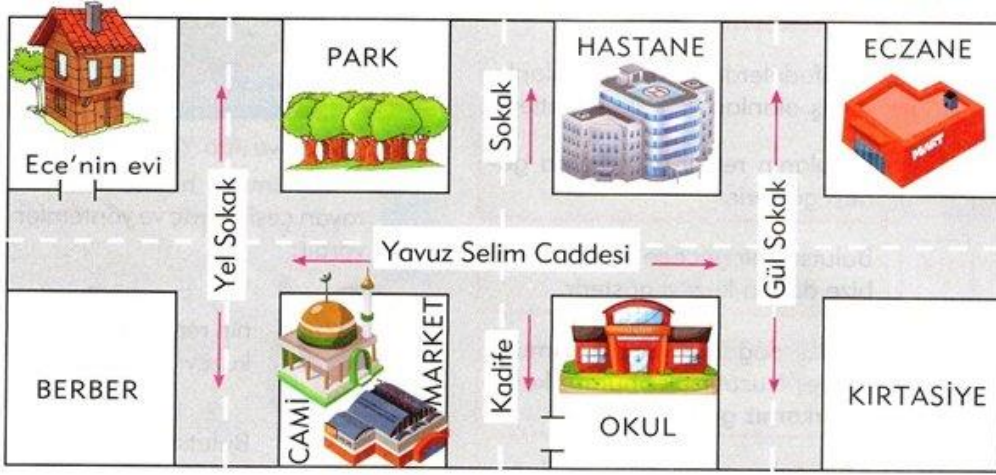 PARK
HASTANE
ECZANE
MART
Ece'nin evi
Yel Sokak
Kadife Sokak
Gül Sokak
Yavuz Selim Caddesi
BERBER
CAMİ
MARKET
OKUL
KIRTASİYE